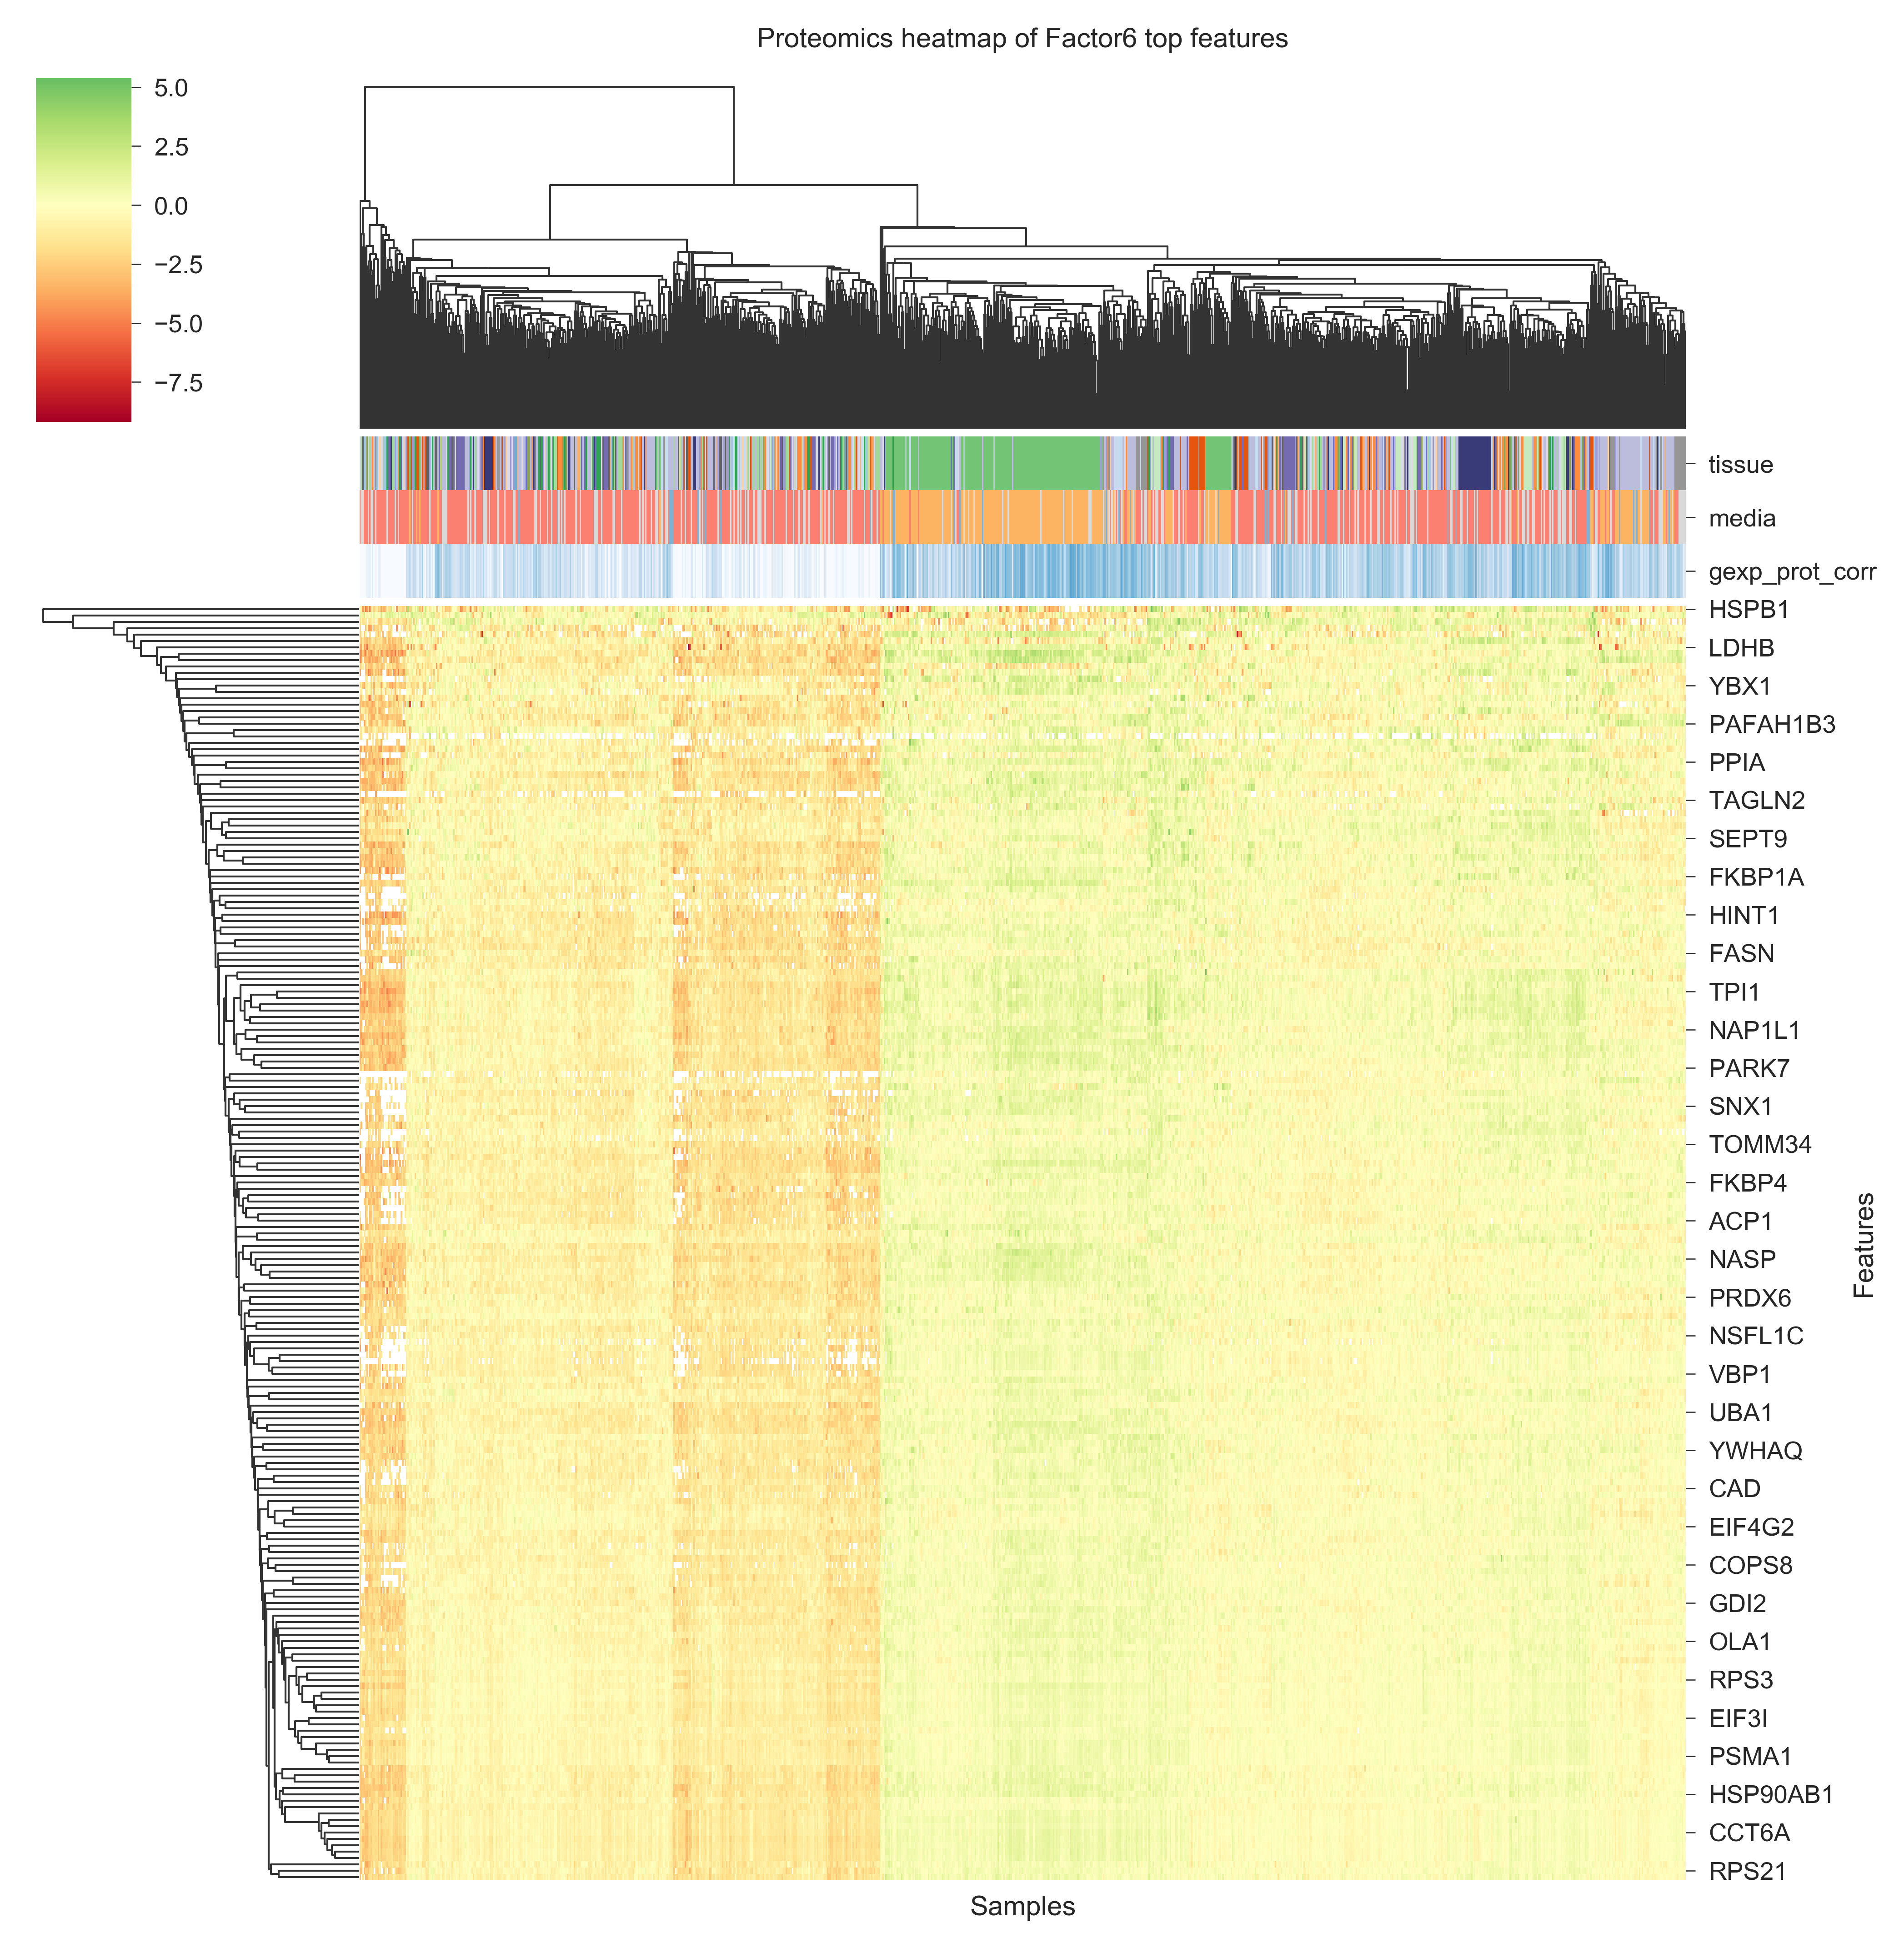 Proteomics heatmap of Factor6 top features
5.0
2.5
0.0
−2.5
−5.0
−7.5
tissue
media
gexp_prot_corr
HSPB1
LDHB
YBX1
PAFAH1B3
PPIA
TAGLN2
SEPT9
FKBP1A
HINT1
FASN
TPI1
NAP1L1
PARK7
SNX1
TOMM34
FKBP4
ACP1
NASP
PRDX6
NSFL1C
VBP1
UBA1
YWHAQ
CAD
EIF4G2
COPS8
GDI2
OLA1
RPS3
EIF3I
PSMA1
HSP90AB1
CCT6A
RPS21
Features
Samples